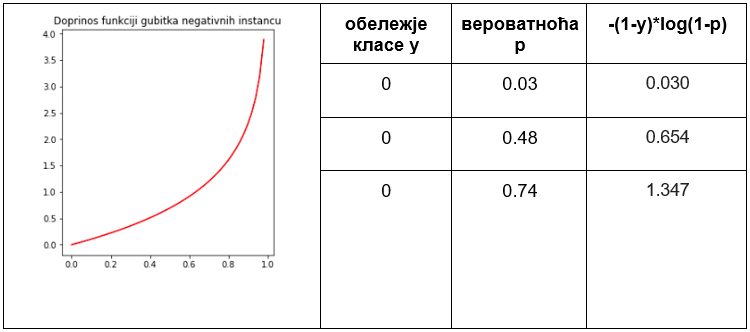 Doprinos funkciji gubitka negativnih instancu
4.0
3.5
3.0
2.5
2.0
1.5
1.0
0.5
0.0
0.0 0.2 0.4 0.6 0.8 1.0
обележје класе y вероватноћа p -(1-y)*log(1-p)
0 0.03 0.030
0 0.48 0.654
0 0.74 1.347